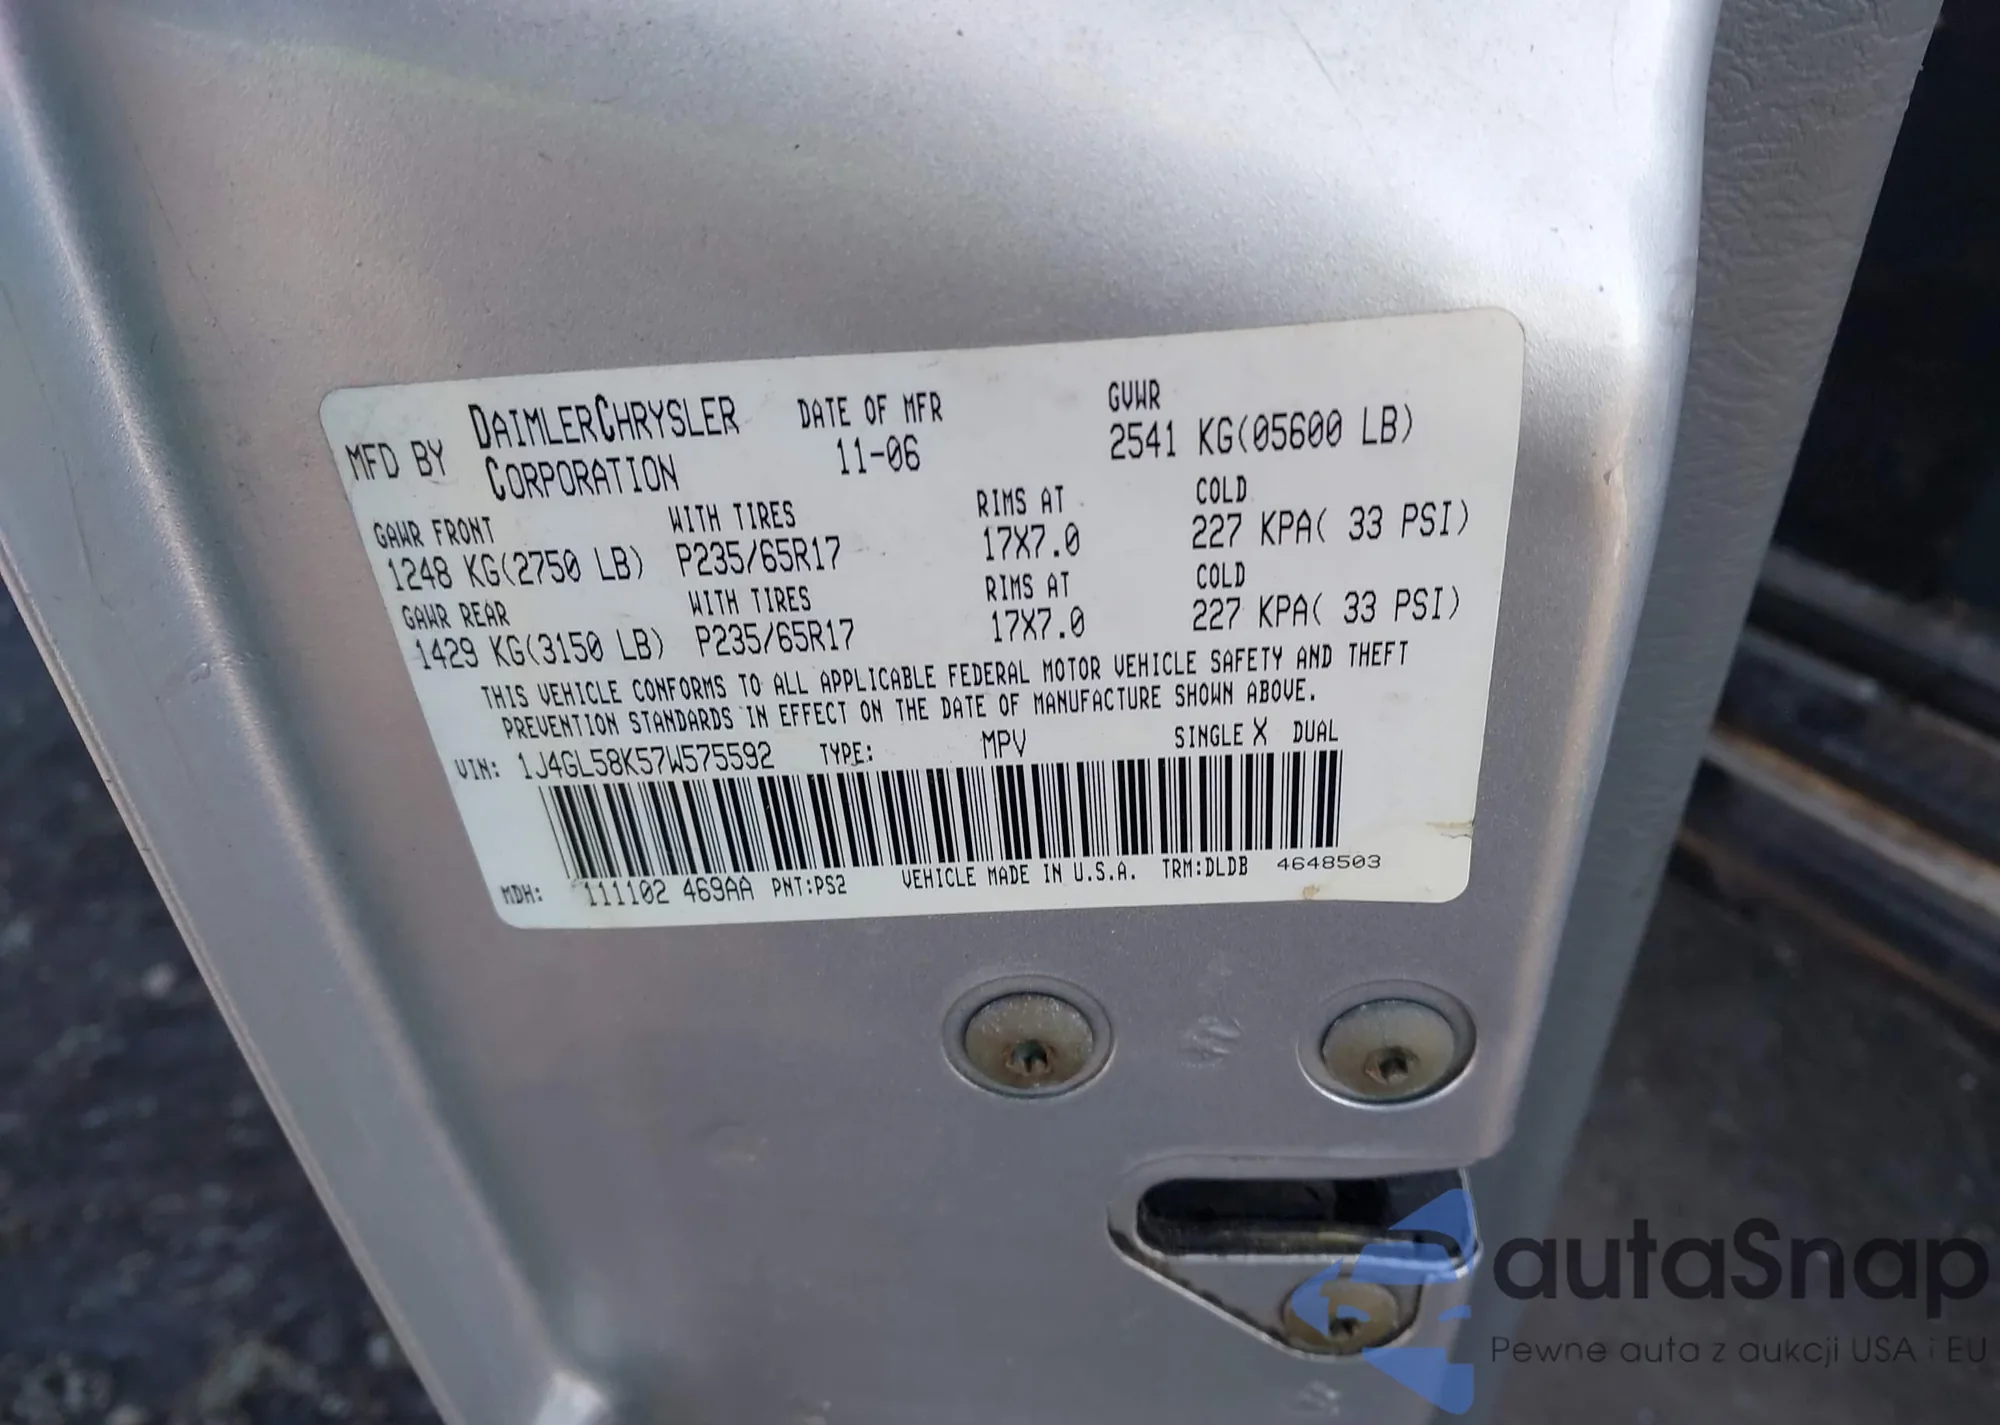 MFD BY DAIMLERCHRYSLER CORPORATION DATE OF MFR 11-06 GVWR 2541 KG(05600 LB)
GAWR FRONT WITH TIRES RIMS AT COLD
1248 KG(2750 LB) P235/65R17 17X7.0 227 KPA( 33 PSI)
GAWR REAR WITH TIRES RIMS AT COLD
1429 KG(3150 LB) P235/65R17 17X7.0 227 KPA( 33 PSI)
THIS VEHICLE CONFORMS TO ALL APPLICABLE FEDERAL MOTOR VEHICLE SAFETY AND THEFT
PREVENTION STANDARDS IN EFFECT ON THE DATE OF MANUFACTURE SHOWN ABOVE.
VIN: 1J4GL58K57W575592 TYPE: MPV SINGLE X DUAL
MDH: 111102 469AA PNT:PS2 VEHICLE MADE IN U.S.A. TRM:DLDB 4648503
autaSnap
Pewne auta z aukcji USA i EU